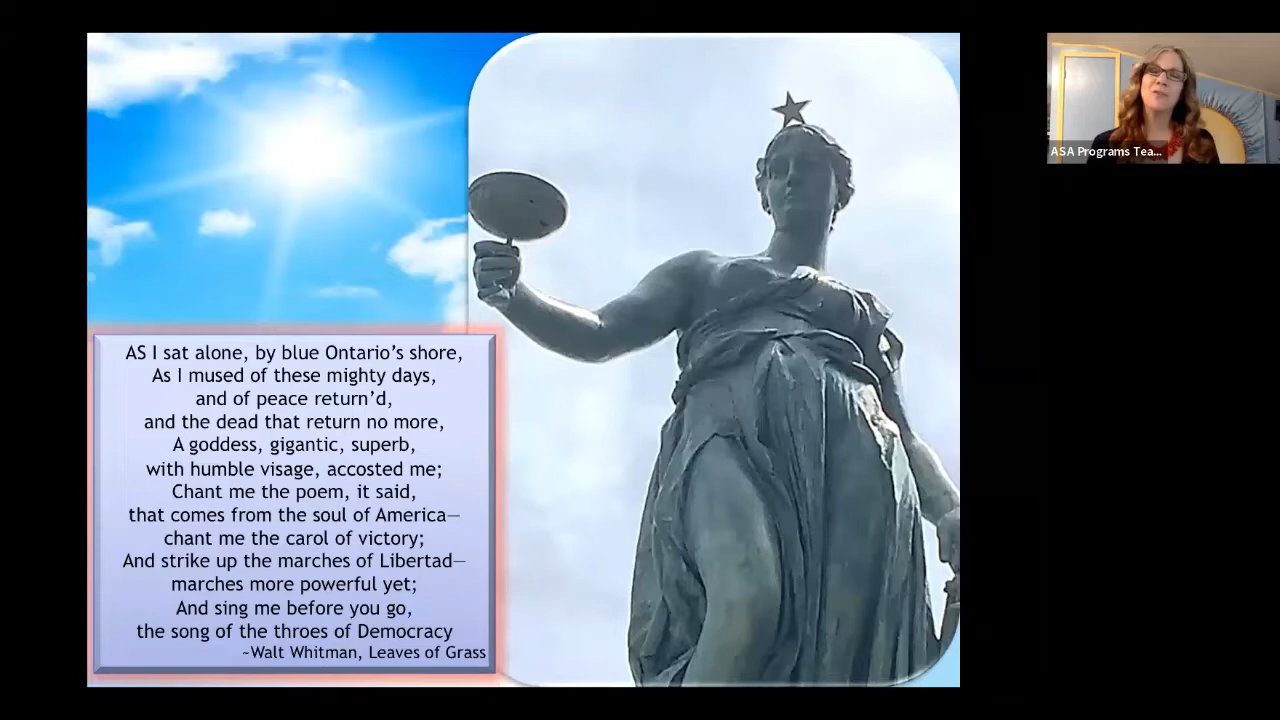 AS I sat alone, by blue Ontario’s shore,
As I mused of these mighty days,
and of peace return’d,
and the dead that return no more,
A goddess, gigantic, superb,
with humble visage, accosted me;
Chant me the poem, it said,
that comes from the soul of America—
chant me the carol of victory;
And strike up the marches of Libertad—
marches more powerful yet;
And sing me before you go,
the song of the throes of Democracy
~Walt Whitman, Leaves of Grass
ASA Programs Tea...